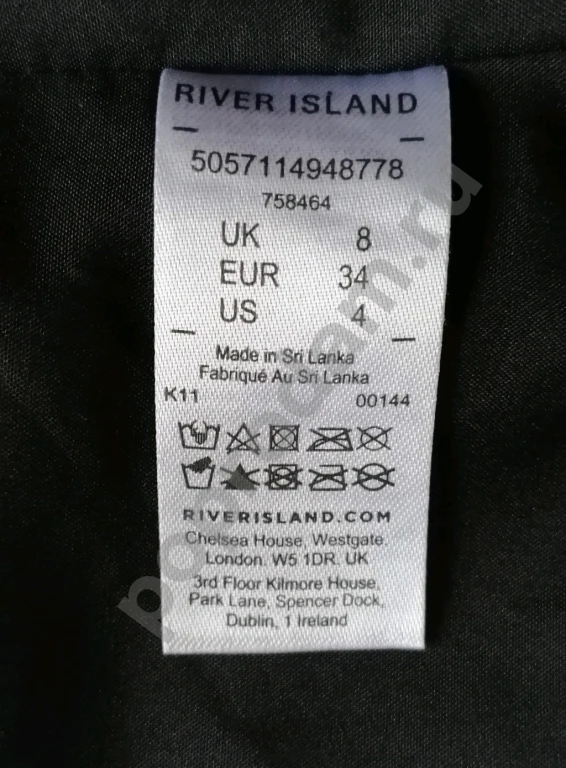 RIVER ISLAND
5057114948778
758464
UK 8
EUR 34
US 4
Made in Sri Lanka
Fabriqué Au Sri Lanka
K11 00144
RIVERISLAND.COM
Chelsea House, Westgate.
London. W5 1DR. UK
3rd Floor Kilmore House,
Park Lane, Spencer Dock,
Dublin, 1 Ireland